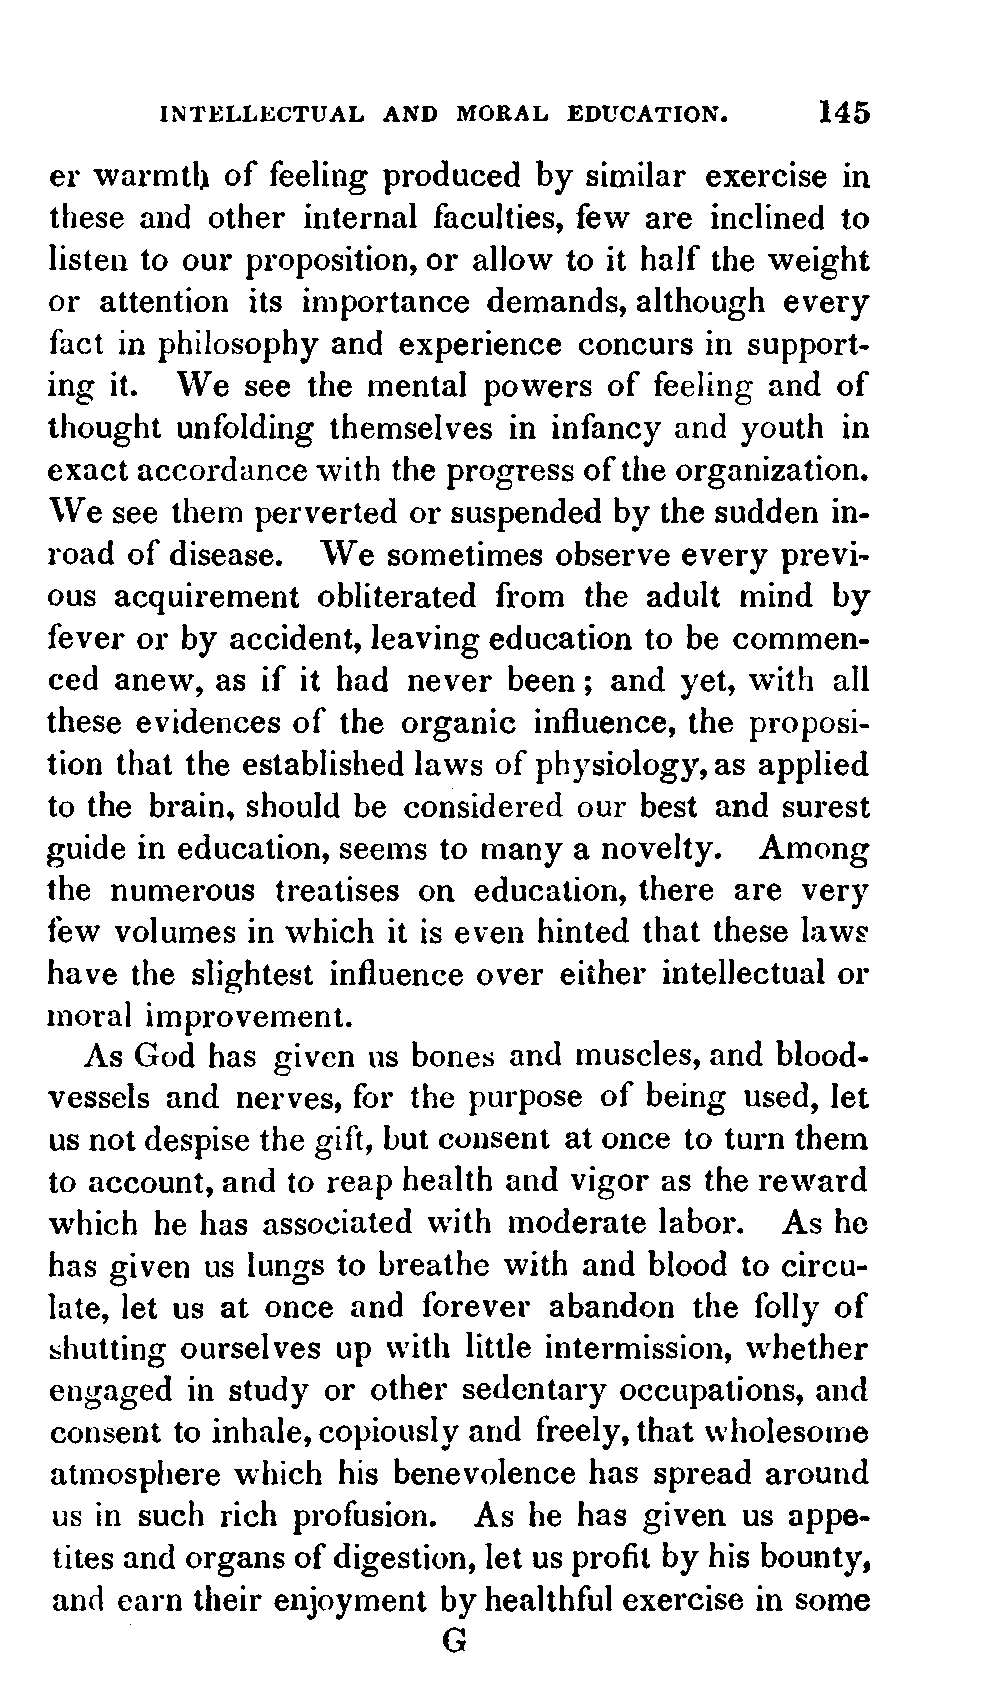 INTELLECTUAL AND MORAL EDUCATION. 145
er warmth of feeling produced by similar exercise in
these and other internal faculties, few are inclined to
listen to our proposition, or allow to it half the weight
or attention its importance demands, although every
fact in philosophy and experience concurs in support-
ing it. We see the mental powers of feeling and of
thought unfolding themselves in infancy and youth in
exact accordance with the progress of the organization.
We see them perverted or suspended by the sudden in-
road of disease. We sometimes observe every previ-
ous acquirement obliterated from the adult mind by
fever or by accident, leaving education to be commen-
ced anew, as if it had never been; and yet, with all
these evidences of the organic influence, the proposi-
tion that the established laws of physiology, as applied
to the brain, should be considered our best and surest
guide in education, seems to many a novelty. Among
the numerous treatises on education, there are very
few volumes in which it is even hinted that these laws
have the slightest influence over either intellectual or
moral improvement.
As God has given us bones and muscles, and blood-
vessels and nerves, for the purpose of being used, let
us not despise the gift, but consent at once to turn them
to account, and to reap health and vigor as the reward
which he has associated with moderate labor. As he
has given us lungs to breathe with and blood to circu-
late, let us at once and forever abandon the folly of
shutting ourselves up with little intermission, whether
engaged in study or other sedentary occupations, and
consent to inhale, copiously and freely, that wholesome
atmosphere which his benevolence has spread around
us in such rich profusion. As he has given us appe-
tites and organs of digestion, let us profit by his bounty,
and earn their enjoyment by healthful exercise in some
G